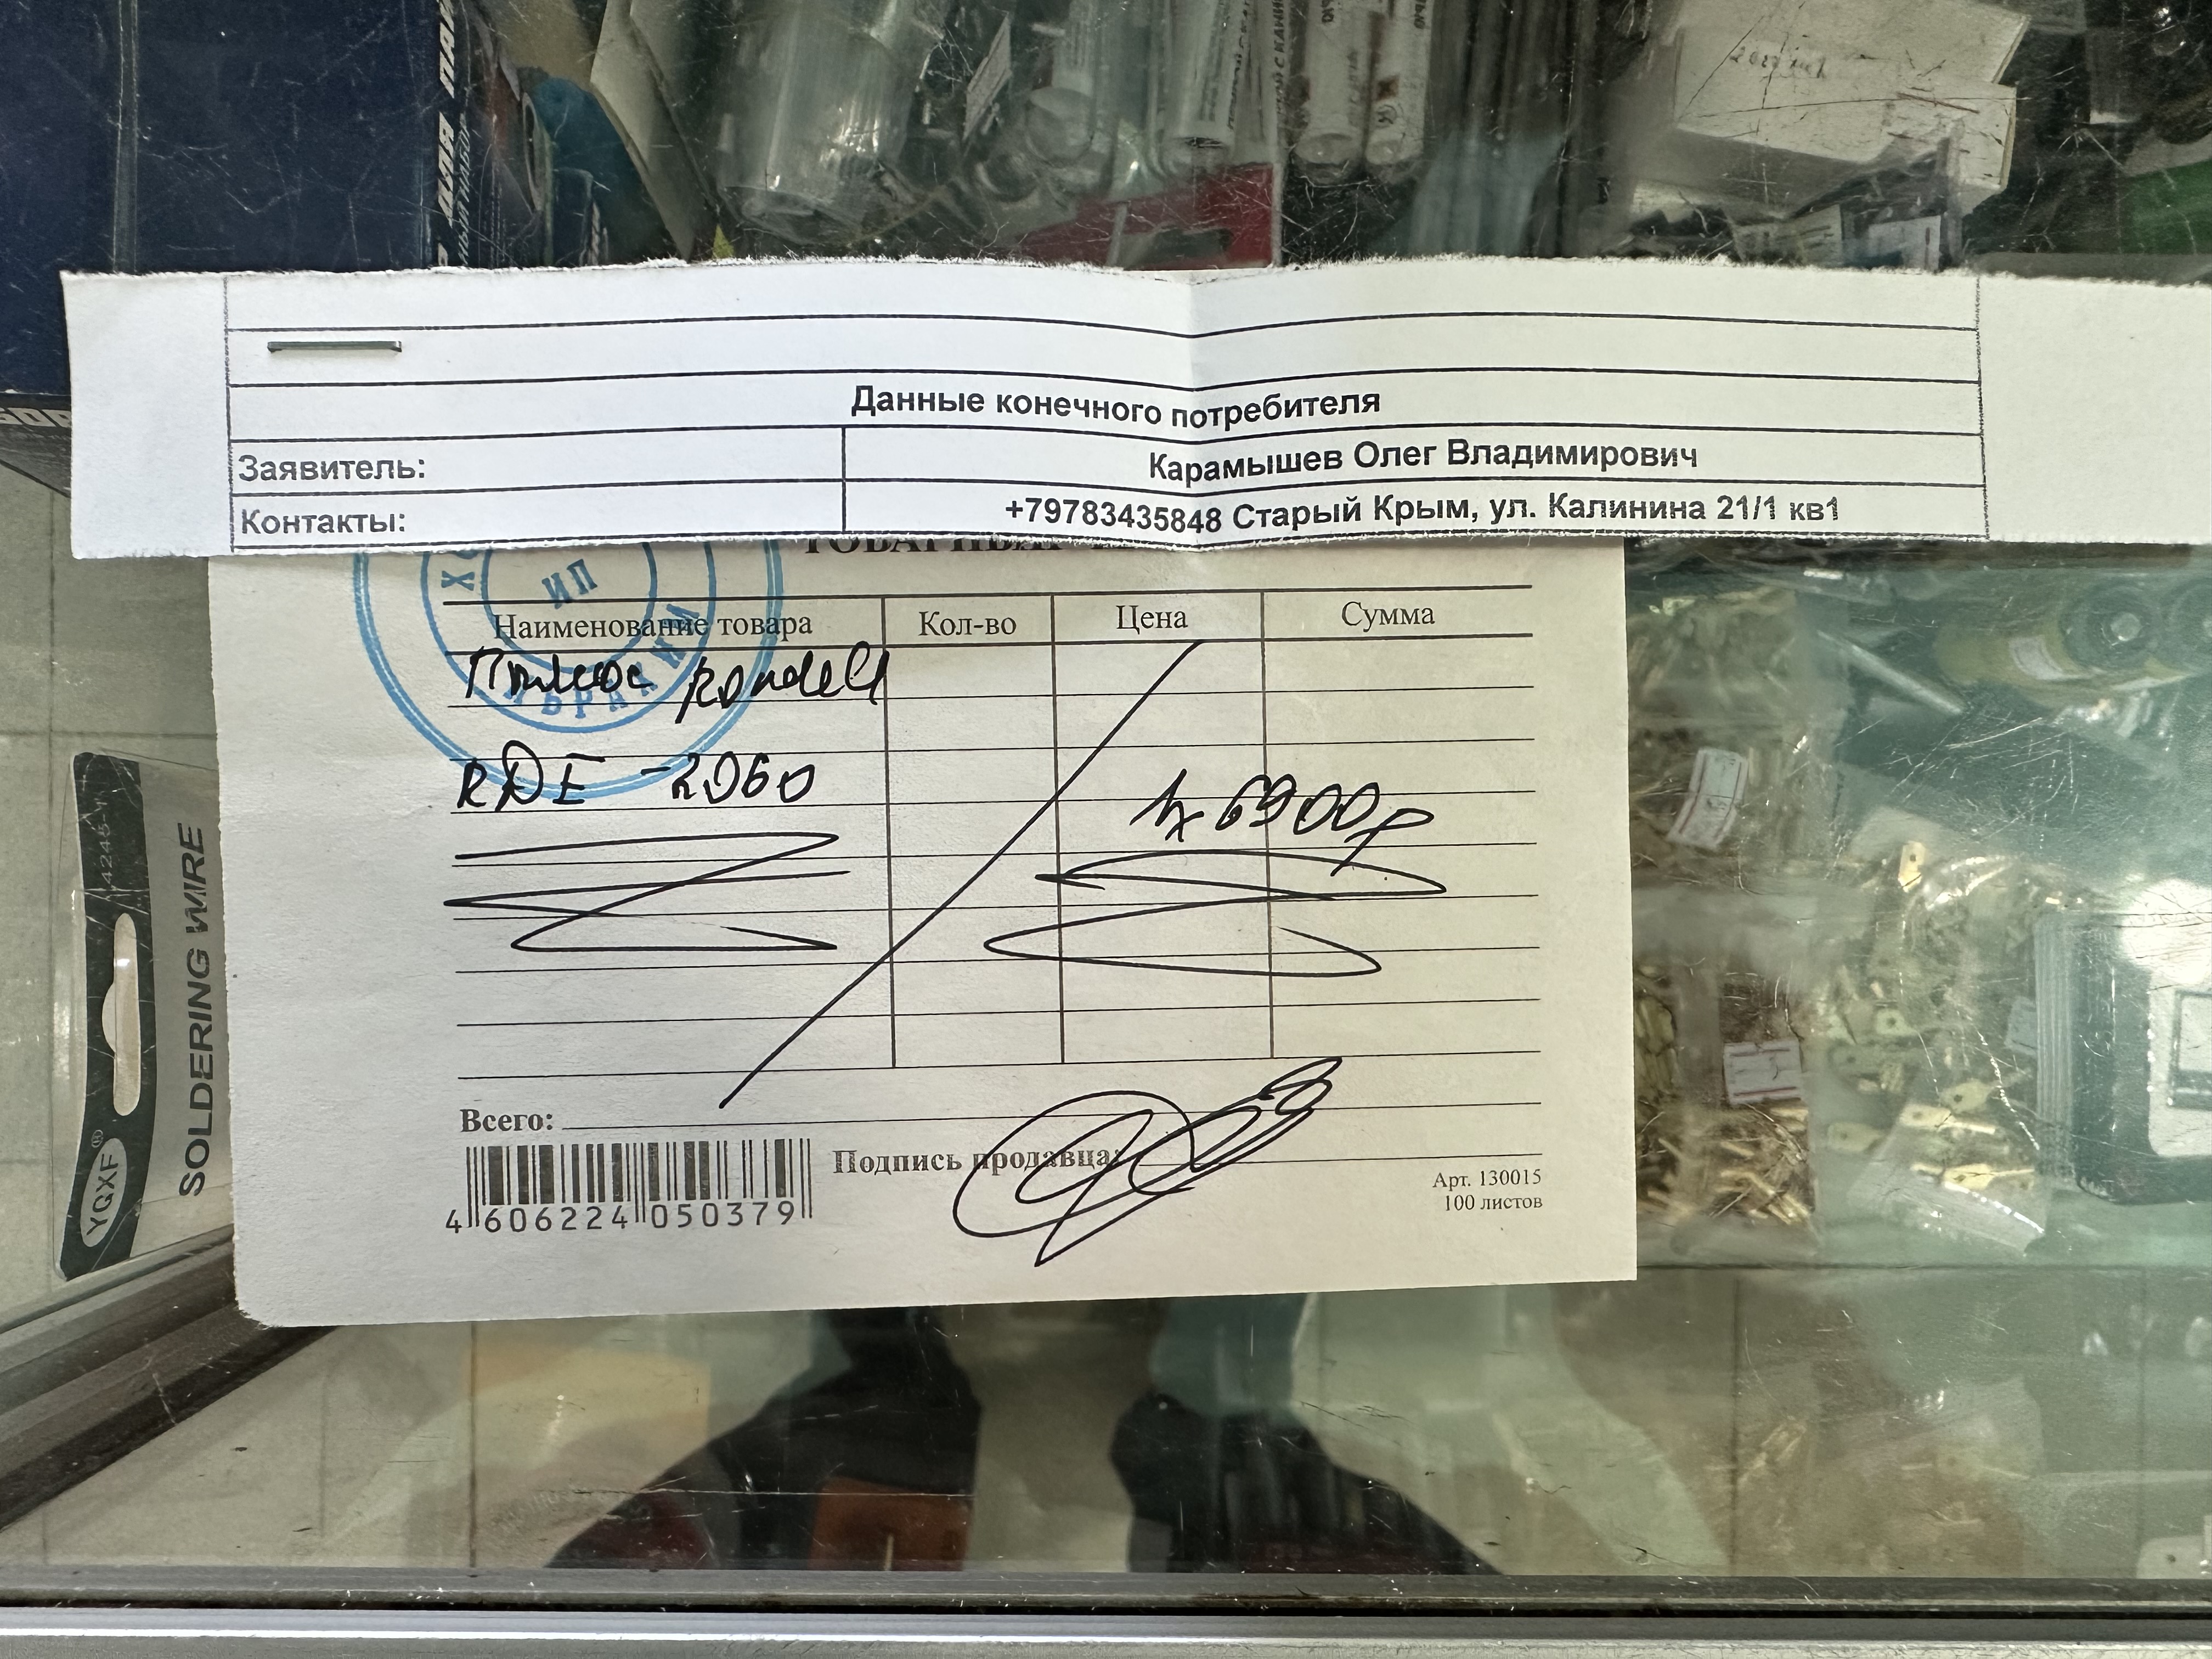 Данные конечного потребителя
Заявитель: Карамышев Олег Владимирович
Контакты: +79783435848 Старый Крым, ул. Калинина 21/1 кв1
ИП
Наименование товара Кол-во Цена Сумма
Rondell
RDE-2060
1x6900р
Всего:
Подпись продавца:
4 606224 050379
Арт. 130015
100 листов
YGXF®
SOLDERING WIRE